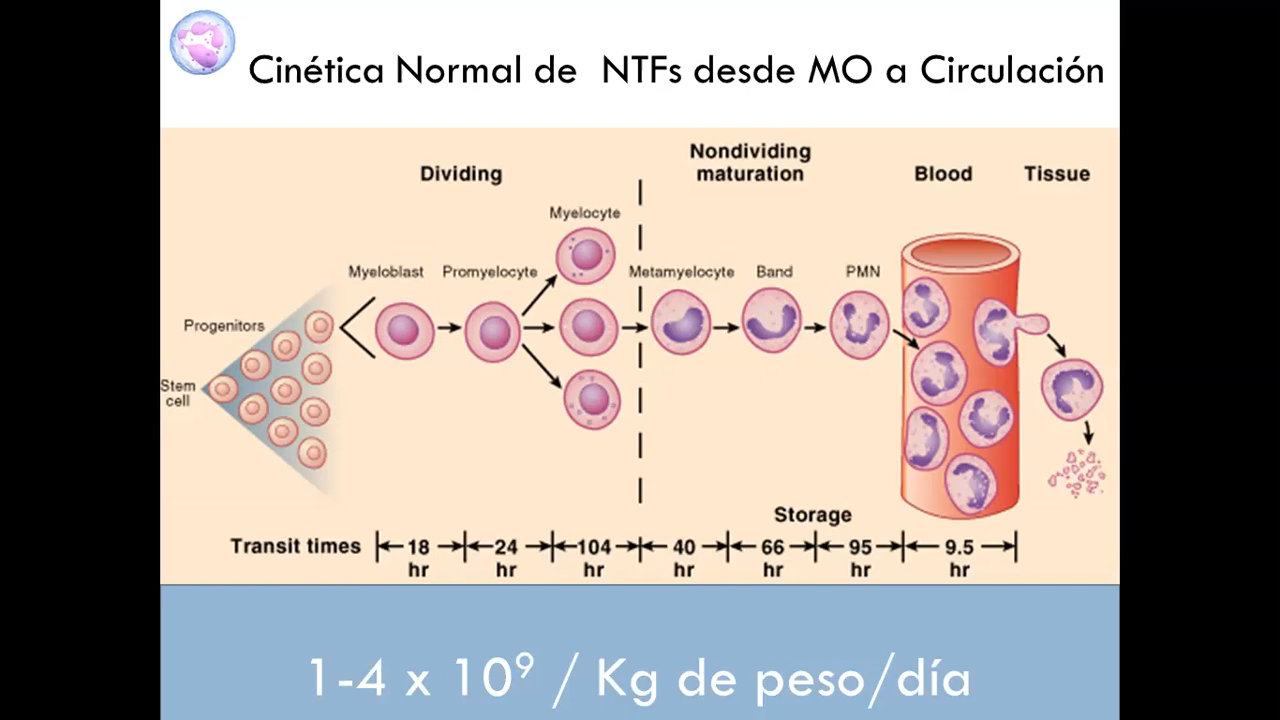 Cinética Normal de NTFs desde MO a Circulación
Dividing
Nondividing
maturation
Blood
Tissue
Myelocyte
Myeloblast
Promyelocyte
Metamyelocyte
Band
PMN
Progenitors
Stem
cell
Storage
Transit times
18
hr
24
hr
104
hr
40
hr
66
hr
95
hr
9.5
hr
1-4 x 10⁹ / Kg de peso/día